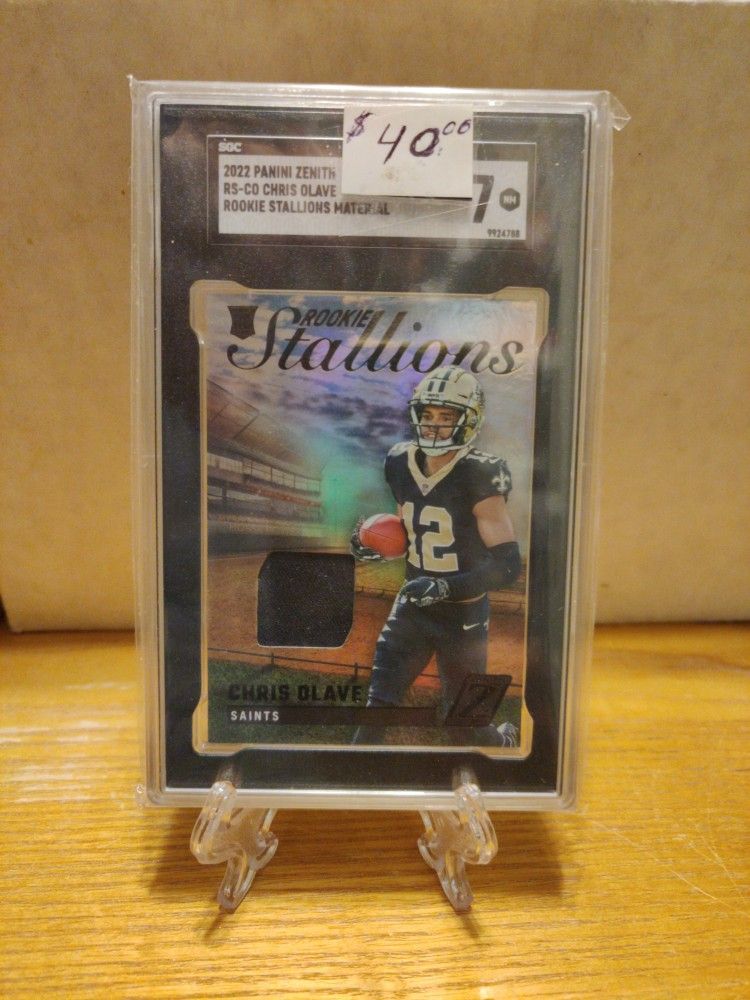 $40.00
SGC
2022 PANINI ZENITH
RS-CO CHRIS OLAVE
ROOKIE STALLIONS MATERIAL
7
NM
9924788
ROOKIE
Stallions
12
12
CHRIS OLAVE
SAINTS
Z